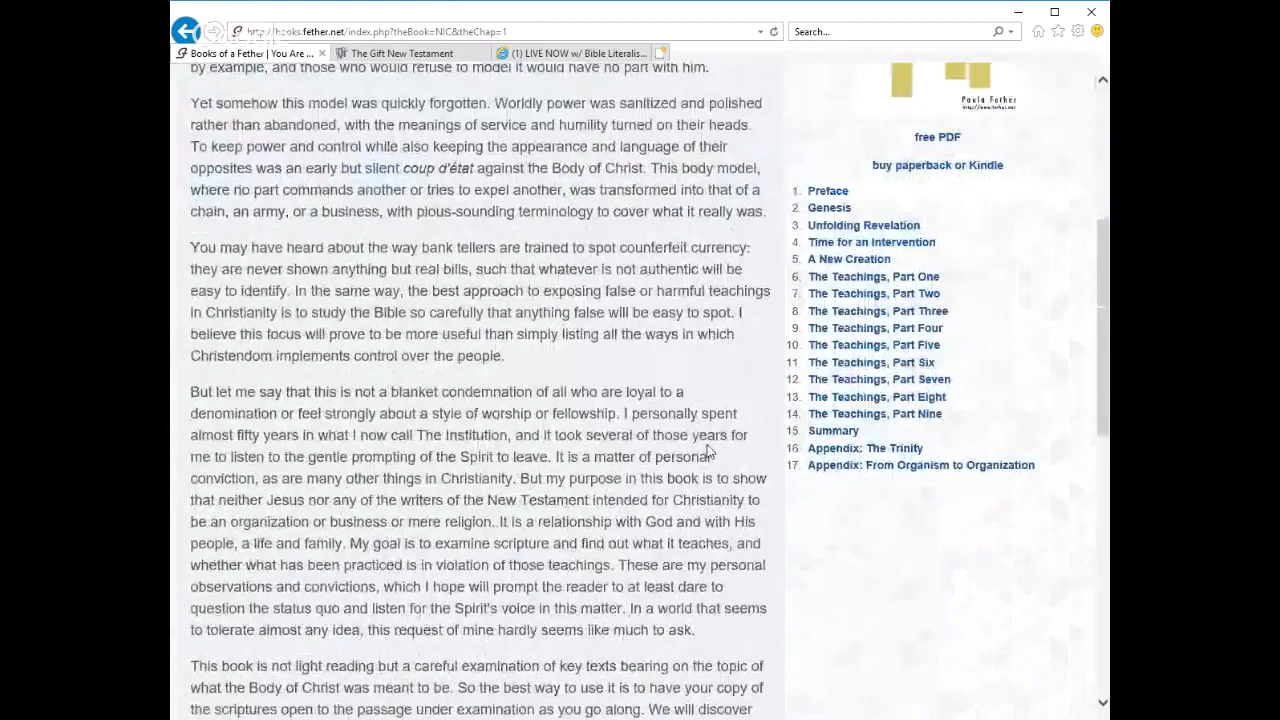 http://books.fether.net/index.php?theBook=NIC&theChap=1
Search...
Books of a Father | You Are ...
The Gift New Testament
(1) LIVE NOW w/ Bible Literalis...
by example, and those who would refuse to model it would have no part with him.
Yet somehow this model was quickly forgotten. Worldly power was sanitized and polished
rather than abandoned, with the meanings of service and humility turned on their heads.
To keep power and control while also keeping the appearance and language of their
opposites was an early but silent coup d'état against the Body of Christ. This body model,
where no part commands another or tries to expel another, was transformed into that of a
chain, an army, or a business, with pious-sounding terminology to cover what it really was.
You may have heard about the way bank tellers are trained to spot counterfeit currency:
they are never shown anything but real bills, such that whatever is not authentic will be
easy to identify. In the same way, the best approach to exposing false or harmful teachings
in Christianity is to study the Bible so carefully that anything false will be easy to spot. I
believe this focus will prove to be more useful than simply listing all the ways in which
Christendom implements control over the people.
But let me say that this is not a blanket condemnation of all who are loyal to a
denomination or feel strongly about a style of worship or fellowship. I personally spent
almost fifty years in what I now call The Institution, and it took several of those years for
me to listen to the gentle prompting of the Spirit to leave. It is a matter of personal
conviction, as are many other things in Christianity. But my purpose in this book is to show
that neither Jesus nor any of the writers of the New Testament intended for Christianity to
be an organization or business or mere religion. It is a relationship with God and with His
people, a life and family. My goal is to examine scripture and find out what it teaches, and
whether what has been practiced is in violation of those teachings. These are my personal
observations and convictions, which I hope will prompt the reader to at least dare to
question the status quo and listen for the Spirit's voice in this matter. In a world that seems
to tolerate almost any idea, this request of mine hardly seems like much to ask.
This book is not light reading but a careful examination of key texts bearing on the topic of
what the Body of Christ was meant to be. So the best way to use it is to have your copy of
the scriptures open to the passage under examination as you go along. We will discover
Paula Fether
http://www.fether.net
free PDF
buy paperback or Kindle
1. Preface
2. Genesis
3. Unfolding Revelation
4. Time for an Intervention
5. A New Creation
6. The Teachings, Part One
7. The Teachings, Part Two
8. The Teachings, Part Three
9. The Teachings, Part Four
10. The Teachings, Part Five
11. The Teachings, Part Six
12. The Teachings, Part Seven
13. The Teachings, Part Eight
14. The Teachings, Part Nine
15. Summary
16. Appendix: The Trinity
17. Appendix: From Organism to Organization